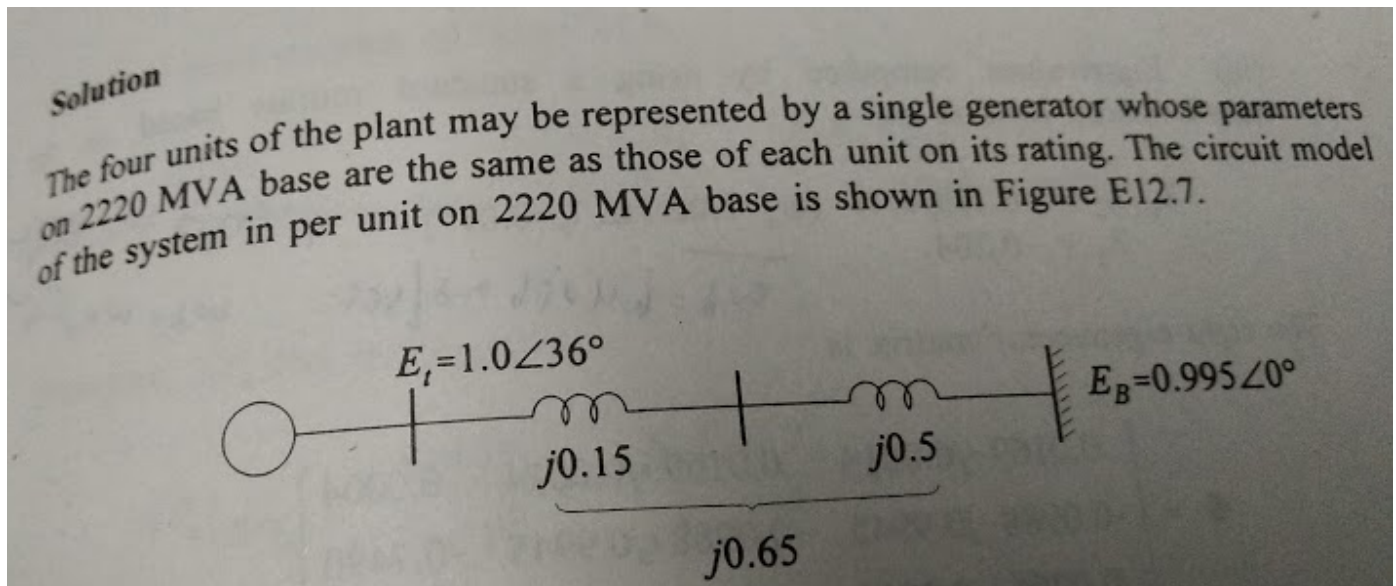 Solution
The four units of the plant may be represented by a single generator whose parameters
on 2220 MVA base are the same as those of each unit on its rating. The circuit model
of the system in per unit on 2220 MVA base is shown in Figure E12.7.
E_t=1.0∠36°
E_B=0.995∠0°
j0.15
j0.5
j0.65